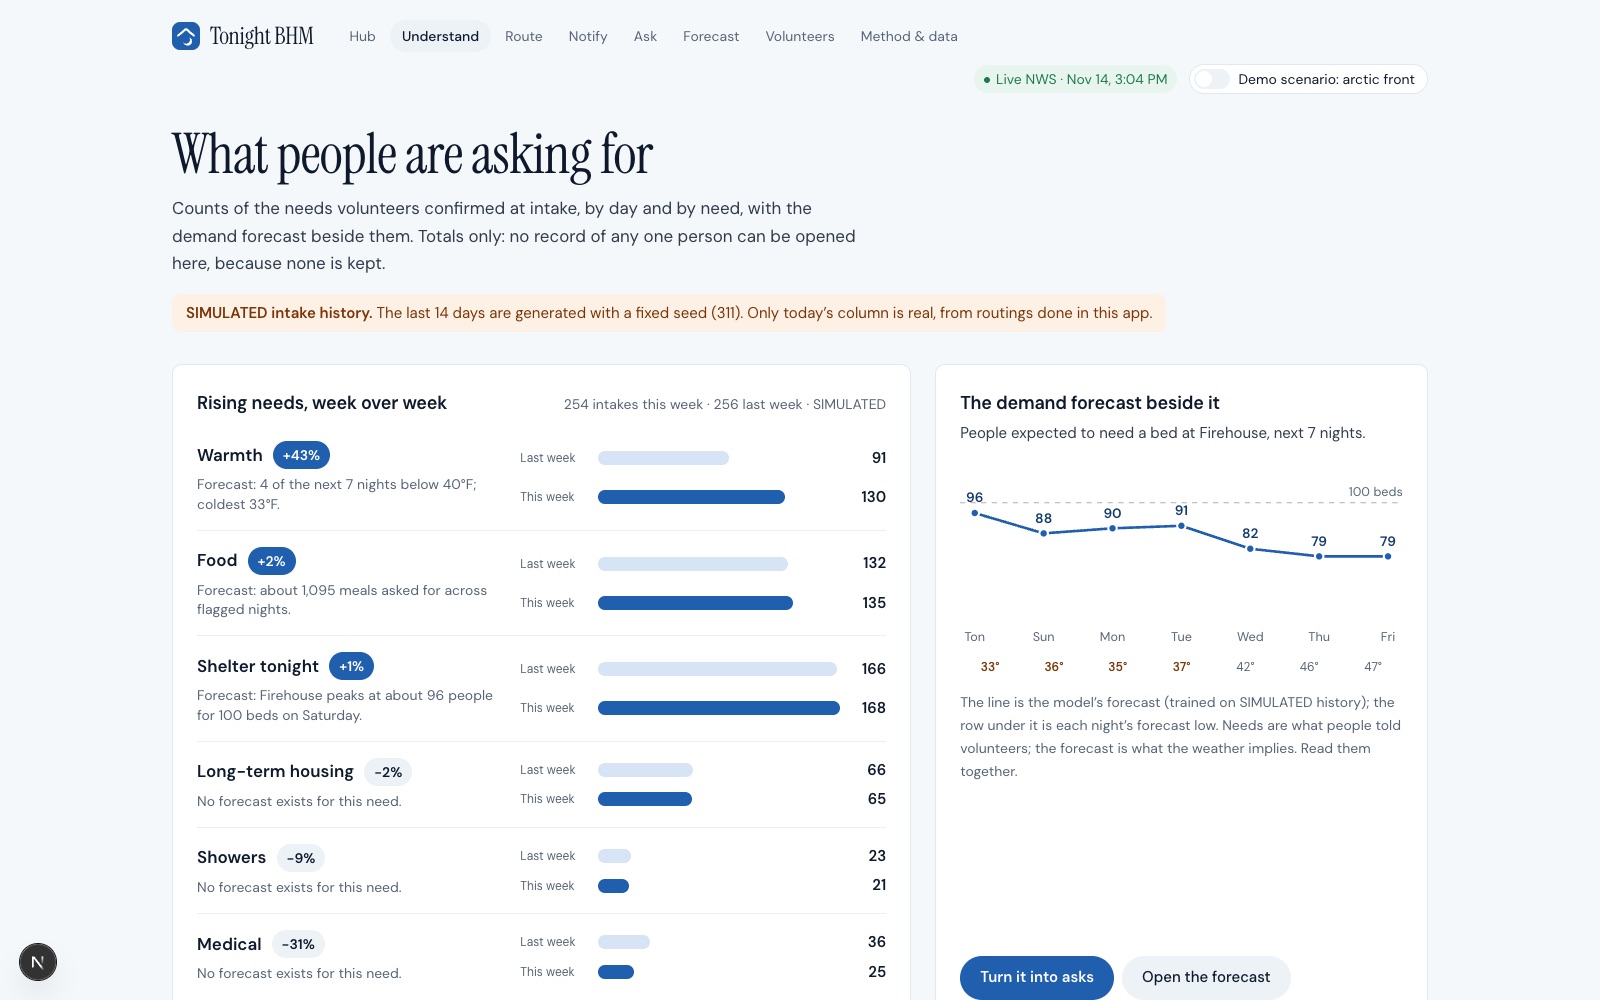 Tonight BHM
Hub
Understand
Route
Notify
Ask
Forecast
Volunteers
Method & data
Live NWS · Nov 14, 3:04 PM
Demo scenario: arctic front
What people are asking for
Counts of the needs volunteers confirmed at intake, by day and by need, with the
demand forecast beside them. Totals only: no record of any one person can be opened
here, because none is kept.
SIMULATED intake history. The last 14 days are generated with a fixed seed (311). Only today’s column is real, from routings done in this app.
Rising needs, week over week
254 intakes this week · 256 last week · SIMULATED
Warmth +43%
Forecast: 4 of the next 7 nights below 40°F;
coldest 33°F.
Last week 91
This week 130
Food +2%
Forecast: about 1,095 meals asked for across
flagged nights.
Last week 132
This week 135
Shelter tonight +1%
Forecast: Firehouse peaks at about 96 people
for 100 beds on Saturday.
Last week 166
This week 168
Long-term housing -2%
No forecast exists for this need.
Last week 66
This week 65
Showers -9%
No forecast exists for this need.
Last week 23
This week 21
Medical -31%
No forecast exists for this need.
Last week 36
This week 25
The demand forecast beside it
People expected to need a bed at Firehouse, next 7 nights.
100 beds
96 88 90 91 82 79 79
Ton Sun Mon Tue Wed Thu Fri
33° 36° 35° 37° 42° 46° 47°
The line is the model’s forecast (trained on SIMULATED history); the
row under it is each night’s forecast low. Needs are what people told
volunteers; the forecast is what the weather implies. Read them
together.
Turn it into asks
Open the forecast
N